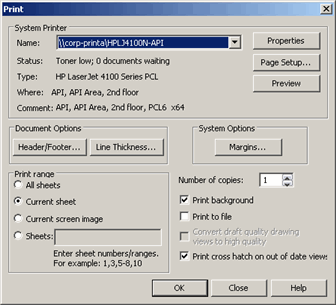 Print
System Printer
Name: \\corp-printa\HPLJ4100N-API Properties
Status: Toner low; 0 documents waiting Page Setup...
Type: HP LaserJet 4100 Series PCL
Where: API, API Area, 2nd floor Preview
Comment: API, API Area, 2nd floor, PCL6 x64
Document Options System Options
Header/Footer... Line Thickness... Margins...
Print range
All sheets Number of copies: 1
Current sheet Print background
Current screen image Print to file
Sheets: Convert draft quality drawing
views to high quality
Enter sheet numbers/ranges.
For example: 1,3,5-8,10 Print cross hatch on out of date views
OK Close Help